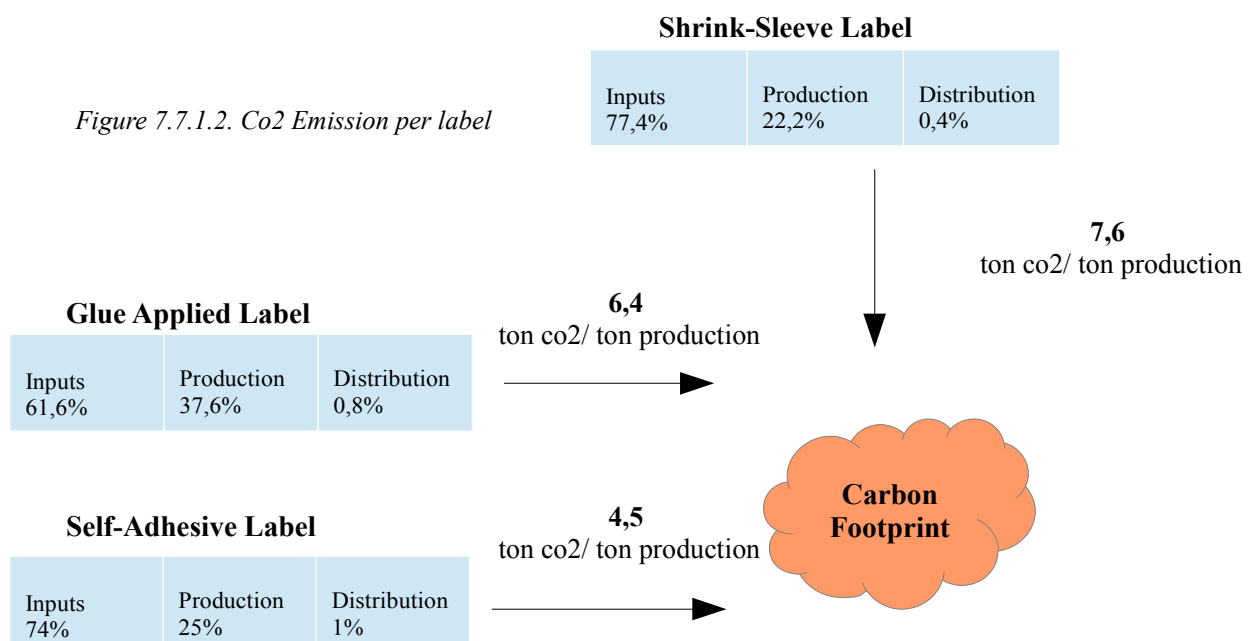 Shrink-Sleeve Label
Inputs
77,4%
Production
22,2%
Distribution
0,4%
Figure 7.7.1.2. Co2 Emission per label
7,6
ton co2/ ton production
Glue Applied Label
Inputs
61,6%
Production
37,6%
Distribution
0,8%
6,4
ton co2/ ton production
Self-Adhesive Label
Inputs
74%
Production
25%
Distribution
1%
4,5
ton co2/ ton production
Carbon
Footprint